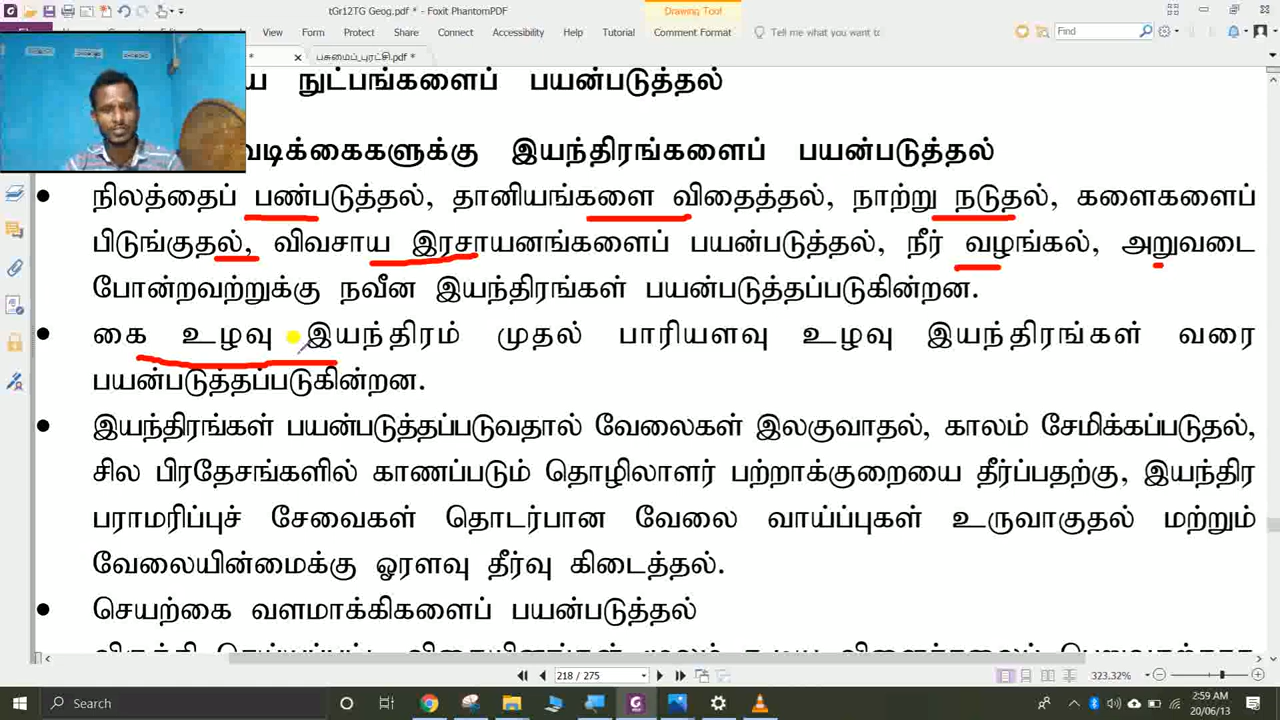 tGr12TG Geog.pdf * - Foxit PhantomPDF
Drawing Tool
View Form Protect Share Connect Accessibility Help Tutorial Comment Format Tell me what you want to Find
* × பசுமைப்_புரட்சி.pdf *
ய நுட்பங்களைப் பயன்படுத்தல்
வடிக்கைகளுக்கு இயந்திரங்களைப் பயன்படுத்தல்
• நிலத்தைப் பண்படுத்தல், தானியங்களை விதைத்தல், நாற்று நடுதல், களைகளைப்
பிடுங்குதல், விவசாய இரசாயனங்களைப் பயன்படுத்தல், நீர் வழங்கல், அறுவடை
போன்றவற்றுக்கு நவீன இயந்திரங்கள் பயன்படுத்தப்படுகின்றன.
• கை உழவு இயந்திரம் முதல் பாரியளவு உழவு இயந்திரங்கள் வரை
பயன்படுத்தப்படுகின்றன.
• இயந்திரங்கள் பயன்படுத்தப்படுவதால் வேலைகள் இலகுவாதல், காலம் சேமிக்கப்படுதல்,
சில பிரதேசங்களில் காணப்படும் தொழிலாளர் பற்றாக்குறையை தீர்ப்பதற்கு, இயந்திர
பராமரிப்புச் சேவைகள் தொடர்பான வேலை வாய்ப்புகள் உருவாகுதல் மற்றும்
வேலையின்மைக்கு ஓரளவு தீர்வு கிடைத்தல்.
• செயற்கை வளமாக்கிகளைப் பயன்படுத்தல்
218 / 275 323.32%
Search 2:59 AM
20/06/13